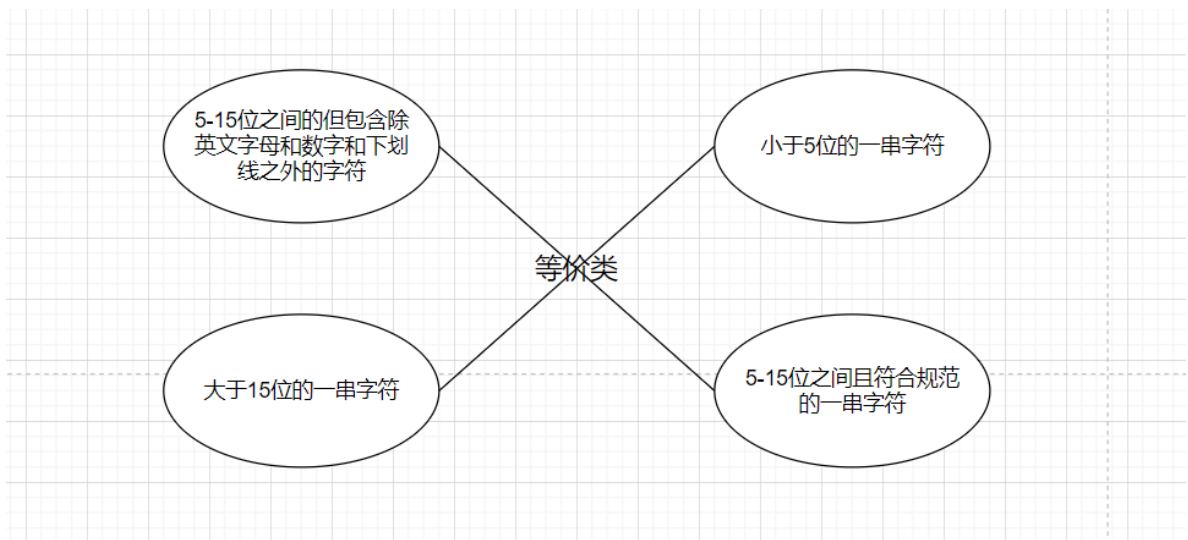 5-15位之间的但包含除
英文字母和数字和下划
线之外的字符
小于5位的一串字符
等价类
大于15位的一串字符
5-15位之间且符合规范
的一串字符